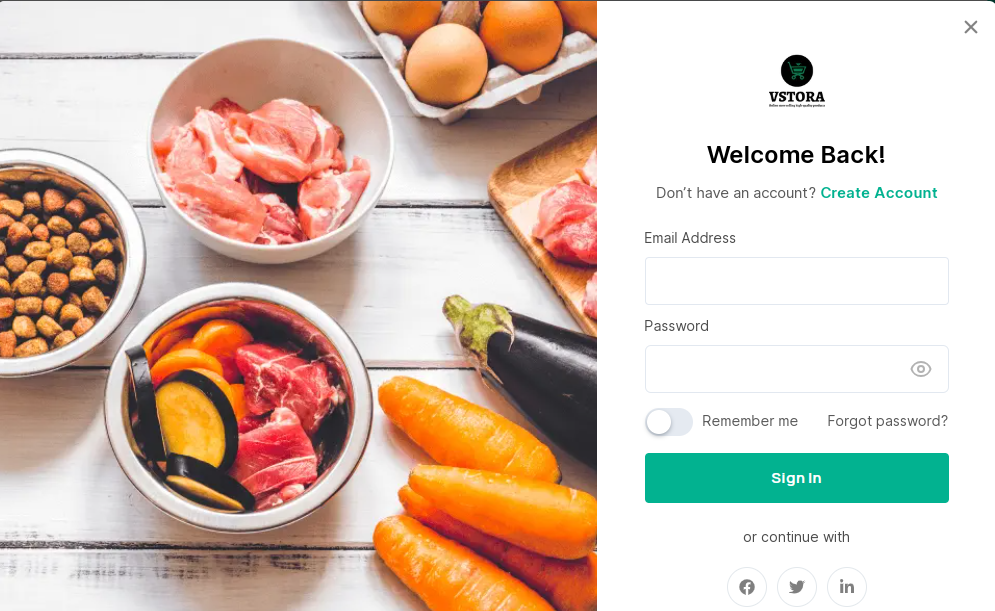 VSTORA
Welcome Back!
Don't have an account? Create Account
Email Address
Password
Remember me Forgot password?
Sign In
or continue with